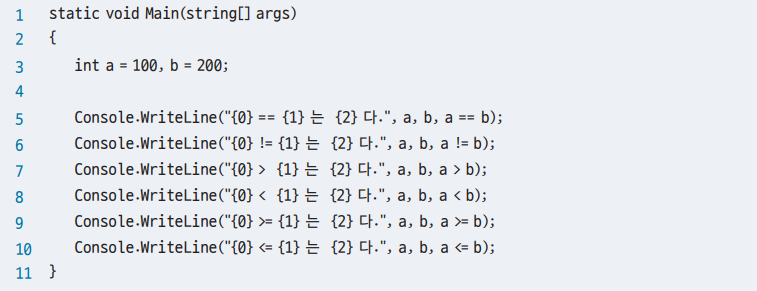 1 static void Main(string[] args)
2 {
3 int a = 100, b = 200;
4
5 Console.WriteLine("{0} == {1} 는 {2} 다.", a, b, a == b);
6 Console.WriteLine("{0} != {1} 는 {2} 다.", a, b, a != b);
7 Console.WriteLine("{0} > {1} 는 {2} 다.", a, b, a > b);
8 Console.WriteLine("{0} < {1} 는 {2} 다.", a, b, a < b);
9 Console.WriteLine("{0} >= {1} 는 {2} 다.", a, b, a >= b);
10 Console.WriteLine("{0} <= {1} 는 {2} 다.", a, b, a <= b);
11 }